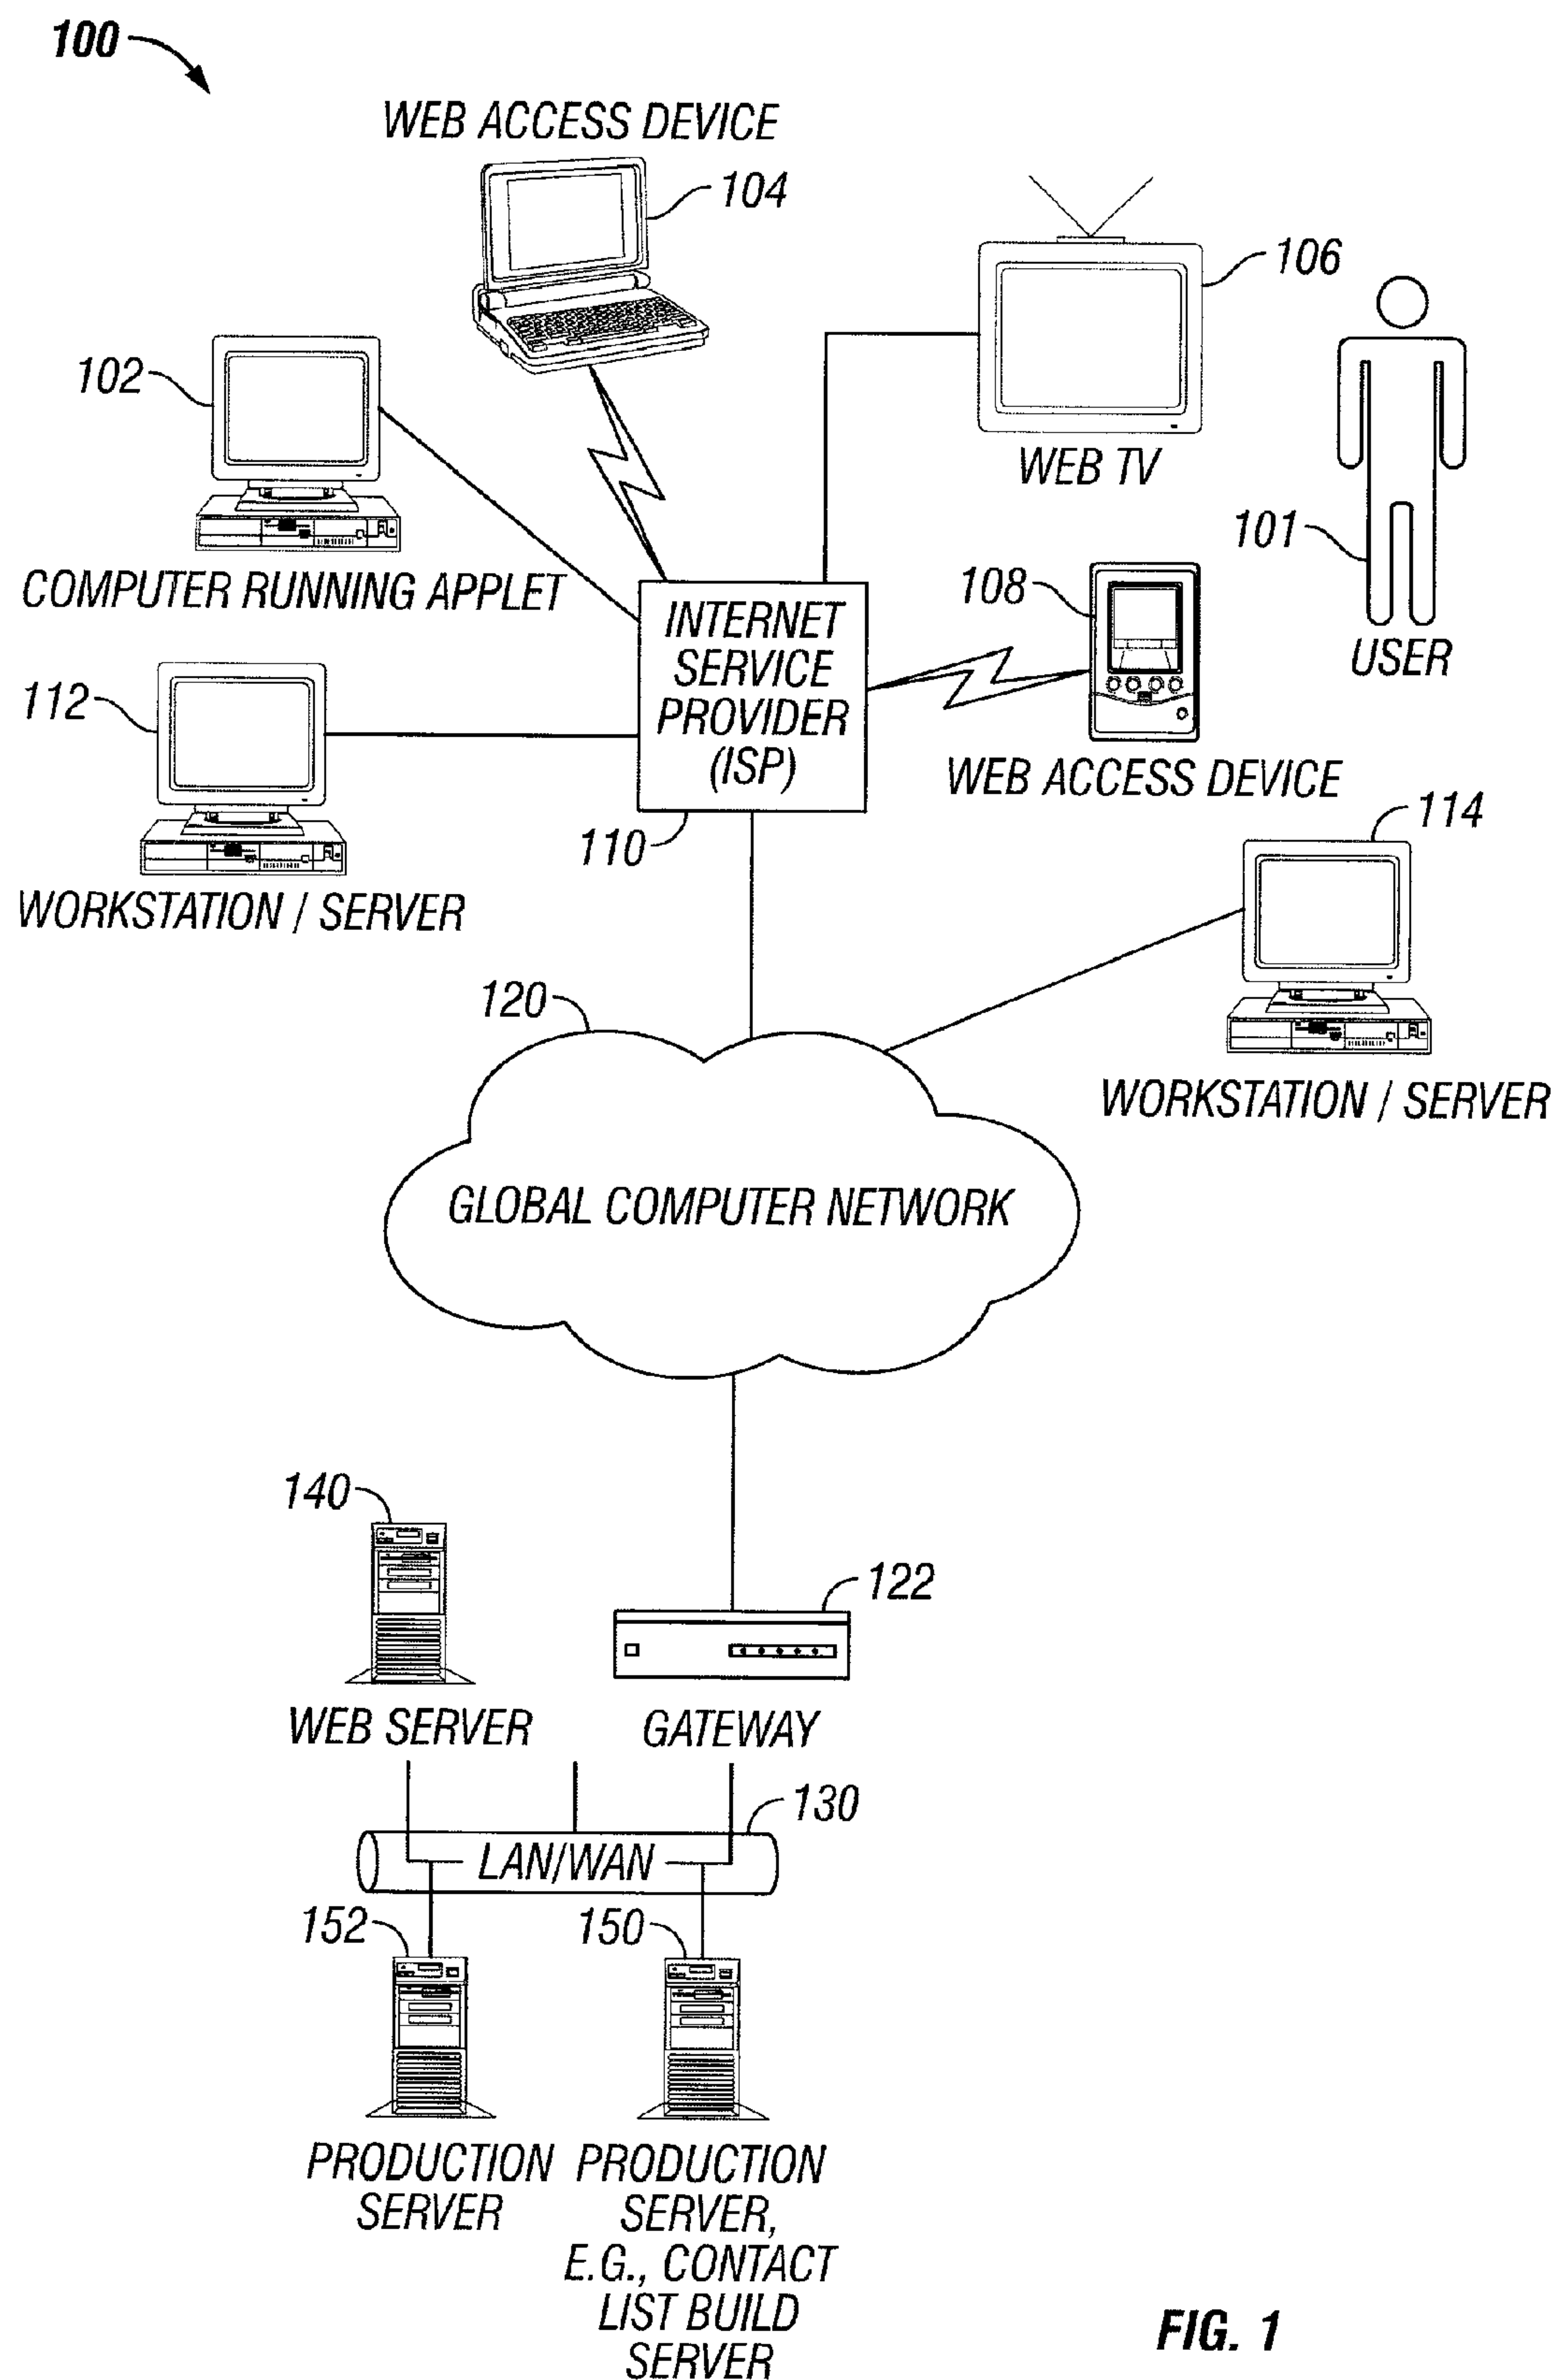 100
WEB ACCESS DEVICE
104
106
102
WEB TV
101
COMPUTER RUNNING APPLET
108
INTERNET
SERVICE
PROVIDER
(ISP)
USER
112
WEB ACCESS DEVICE
114
110
WORKSTATION / SERVER
120
WORKSTATION / SERVER
GLOBAL COMPUTER NETWORK
140
122
WEB SERVER
GATEWAY
130
LAN/WAN
152
150
PRODUCTION
SERVER
PRODUCTION
SERVER,
E.G., CONTACT
LIST BUILD
SERVER
FIG. 1